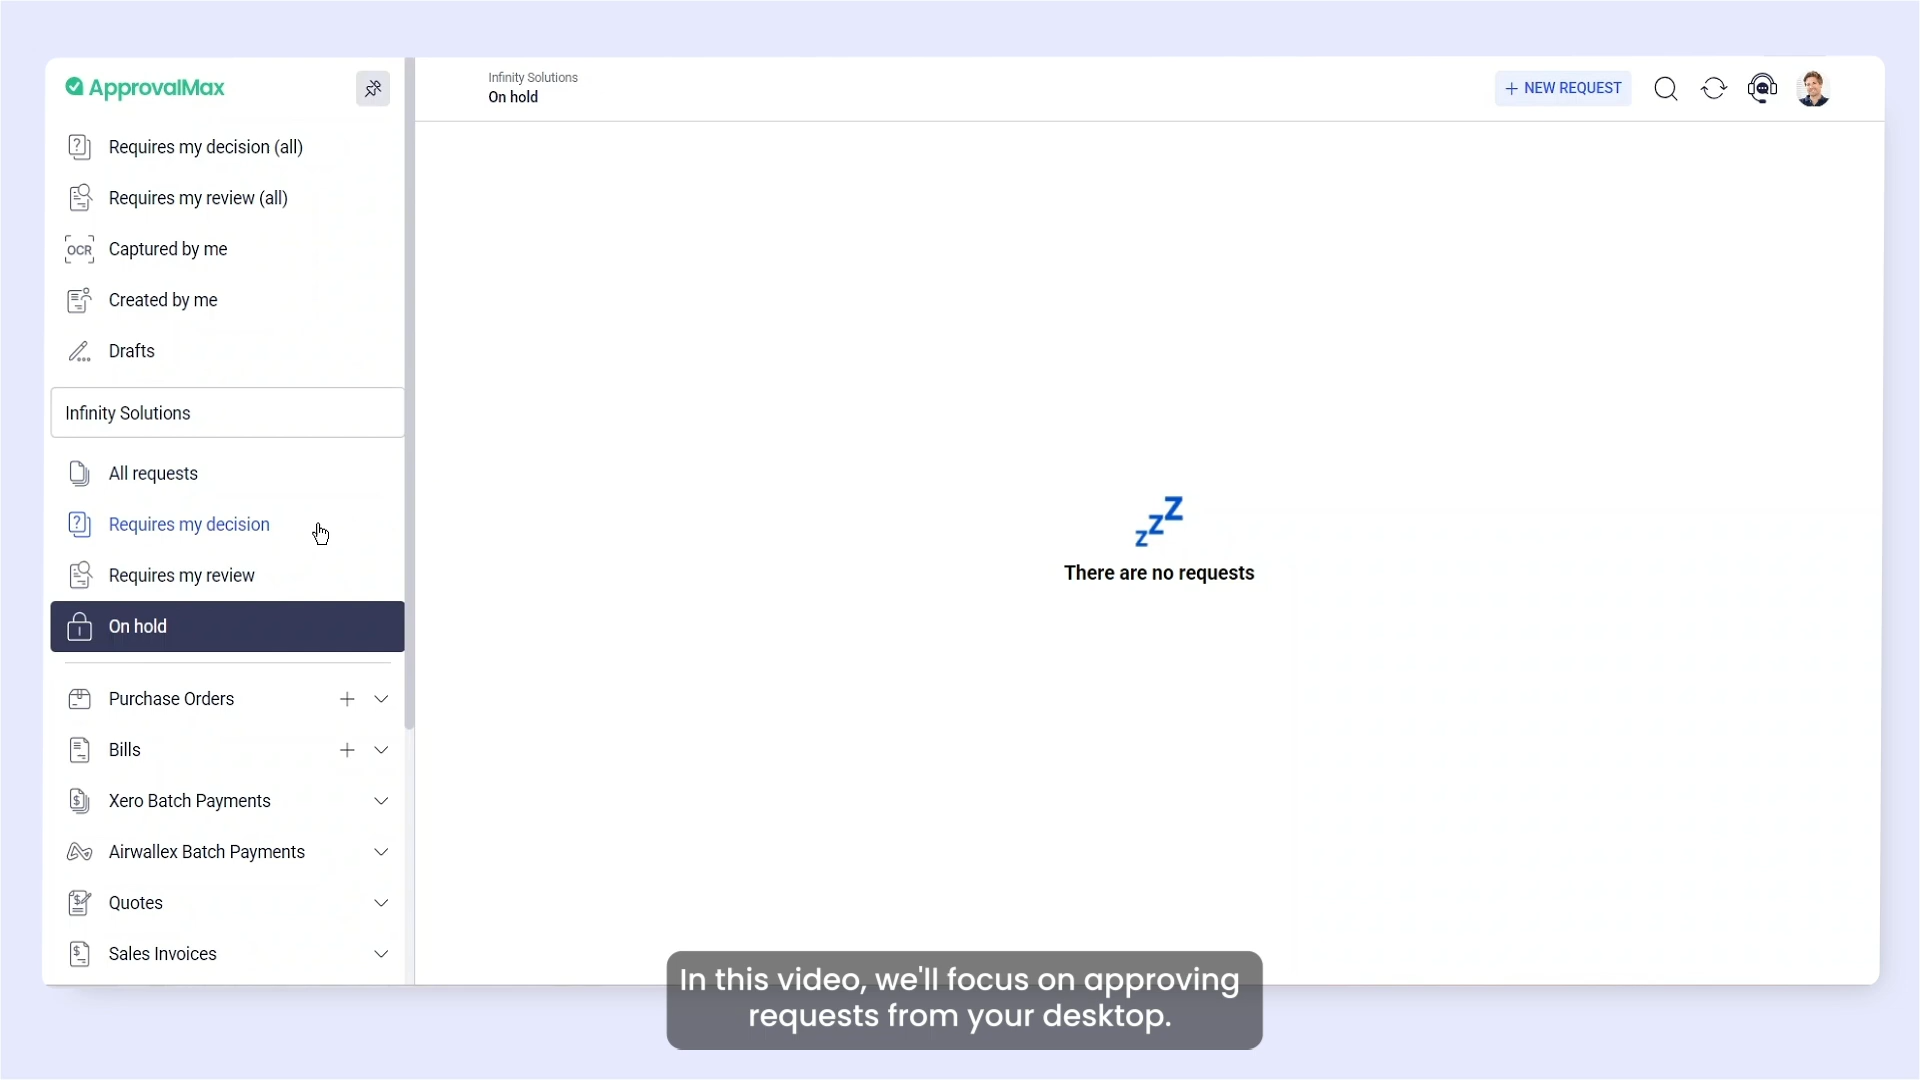 ApprovalMax
Requires my decision (all)
Requires my review (all)
OCR
Captured by me
Created by me
Drafts
Infinity Solutions
All requests
Requires my decision
Requires my review
On hold
Purchase Orders
Bills
Xero Batch Payments
Airwallex Batch Payments
Quotes
Sales Invoices
Infinity Solutions
On hold
+ NEW REQUEST
zzZ
There are no requests
In this video, we'll focus on approving
requests from your desktop.